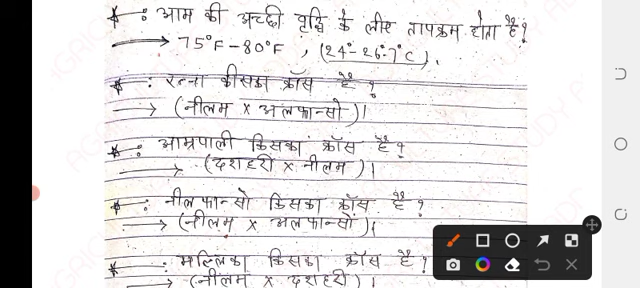 * : आम की अच्छी वृद्धि के लीए तापक्रम होता है?
→ 75°F-80°F, (24°-26.7°C).
* : रत्ना कीसका क्रॉस है?
→ (नीलम x अलफान्सो)।
* : आम्रपाली किसका क्रॉस है?
→ (दशहरी x नीलम)।
* : नीलफान्सो किसका क्रॉस है?
→ (नीलम x अलफान्सो)।
* : मल्लिका किसका क्रॉस है?
→ (नीलम x दशहरी)।